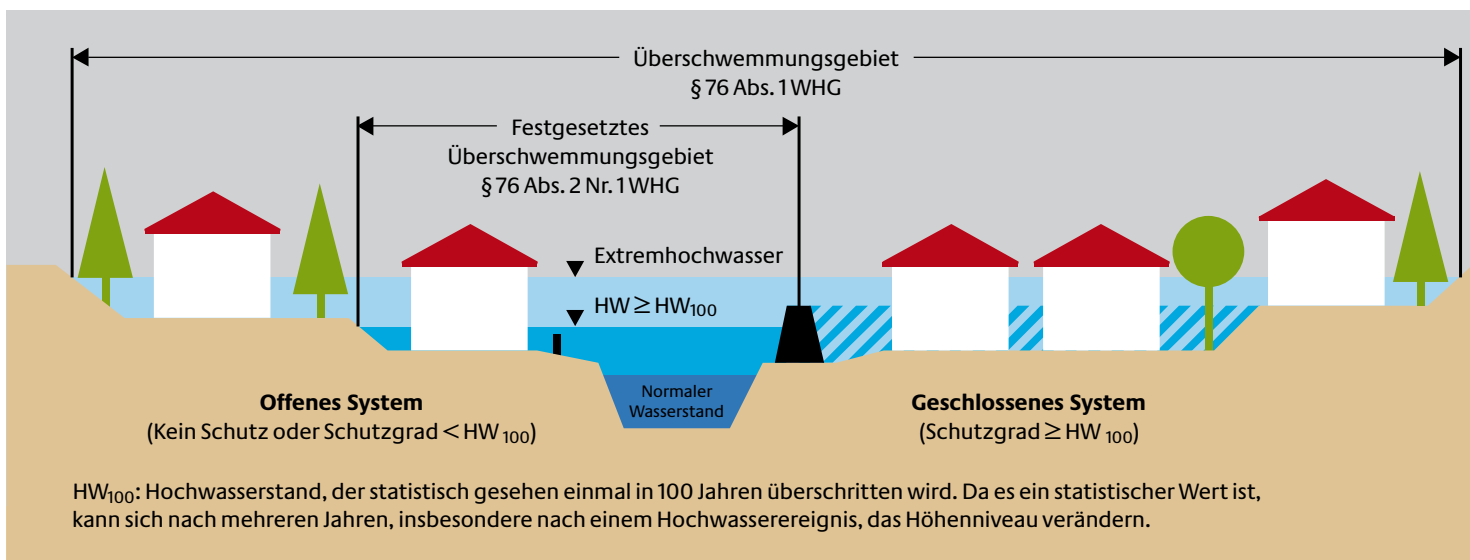 Überschwemmungsgebiet
§ 76 Abs. 1 WHG
Festgesetztes
Überschwemmungsgebiet
§ 76 Abs. 2 Nr. 1 WHG
Extremhochwasser
HW ≥ HW100
Normaler
Wasserstand
Offenes System
(Kein Schutz oder Schutzgrad < HW 100)
Geschlossenes System
(Schutzgrad ≥ HW 100)
HW100: Hochwasserstand, der statistisch gesehen einmal in 100 Jahren überschritten wird. Da es ein statistischer Wert ist,
kann sich nach mehreren Jahren, insbesondere nach einem Hochwasserereignis, das Höhenniveau verändern.